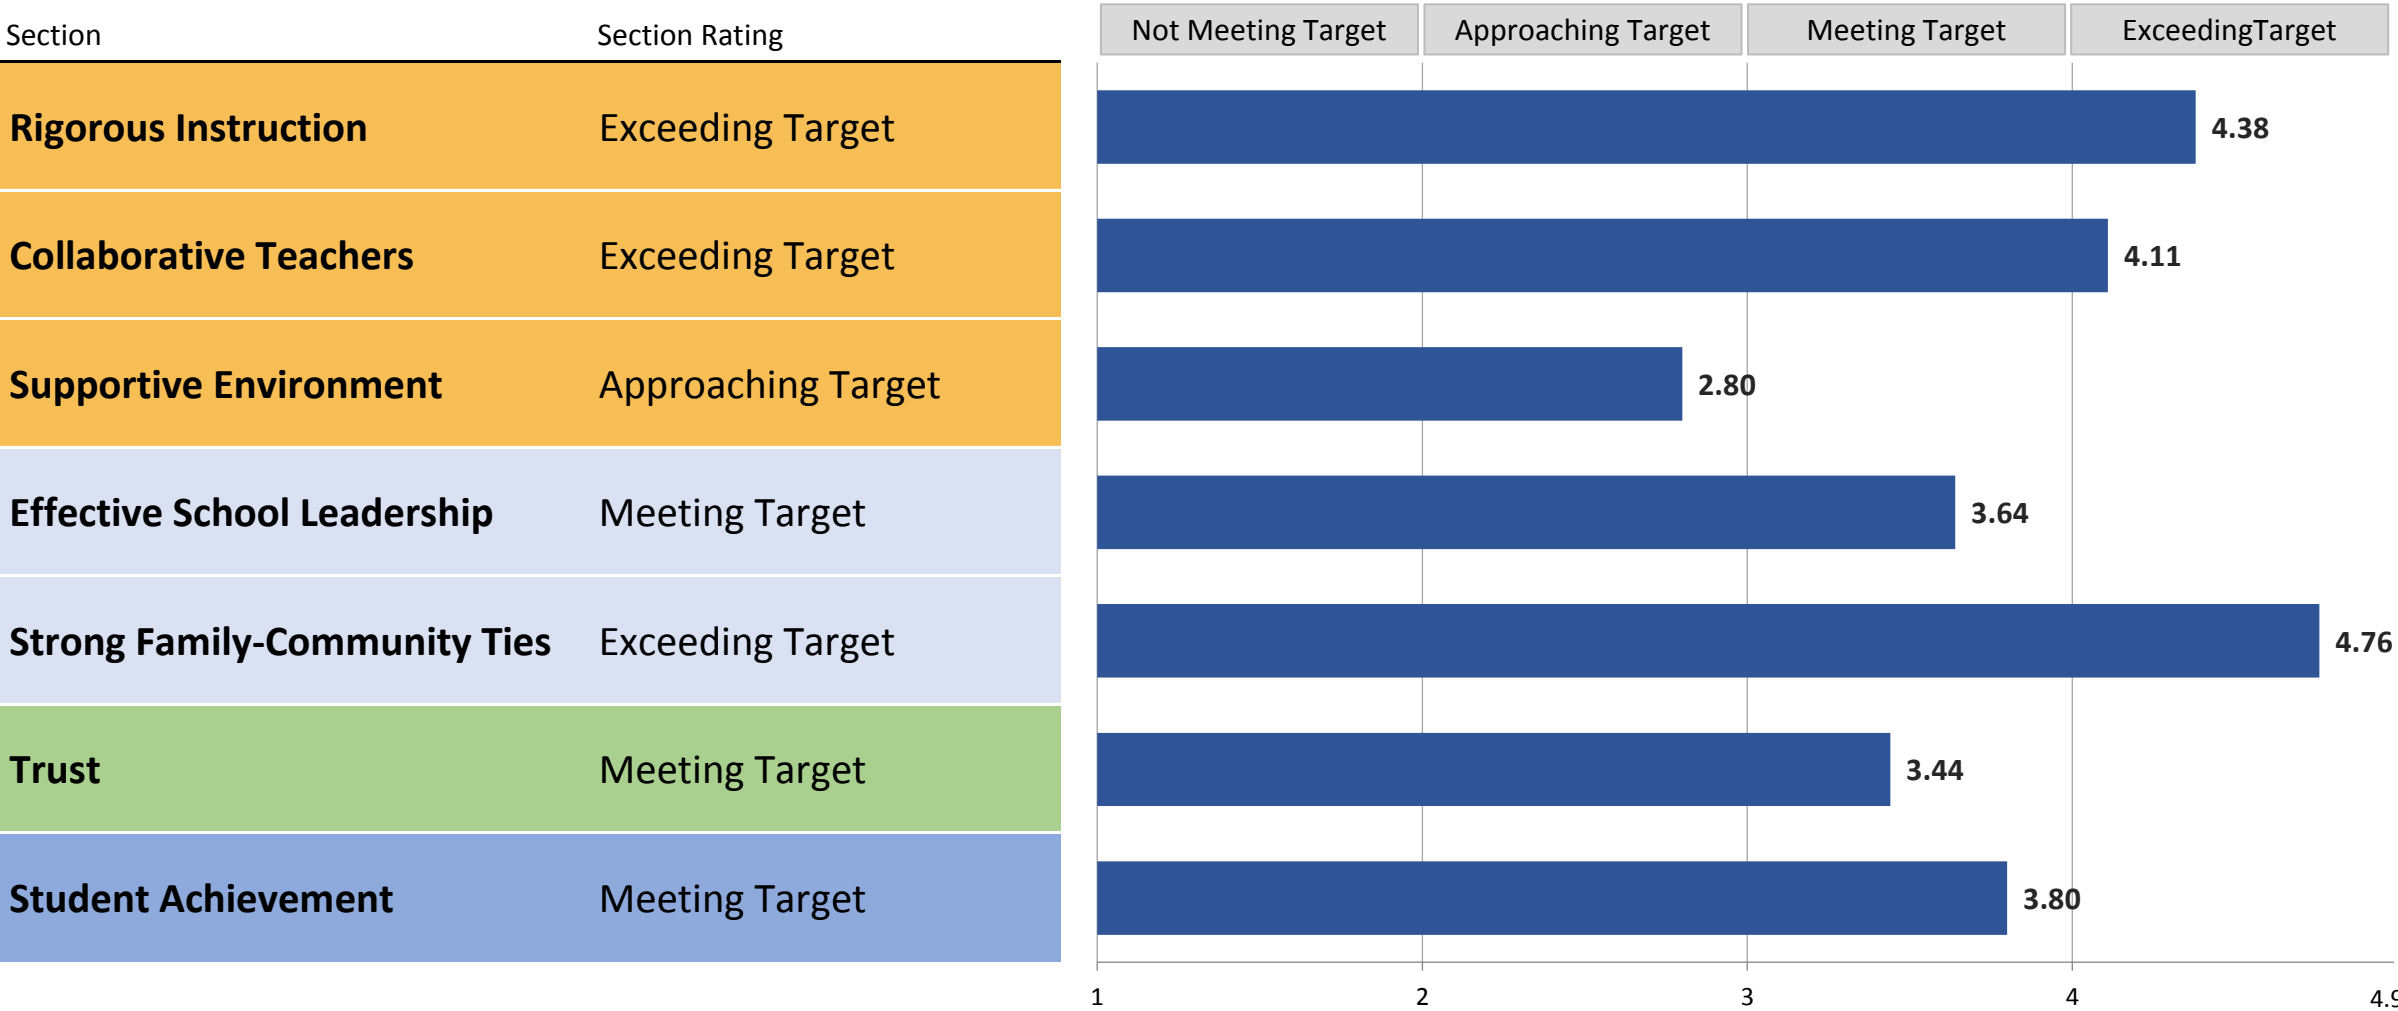 Section Section Rating Not Meeting Target Approaching Target Meeting Target ExceedingTarget
Rigorous Instruction Exceeding Target 4.38
Collaborative Teachers Exceeding Target 4.11
Supportive Environment Approaching Target 2.80
Effective School Leadership Meeting Target 3.64
Strong Family-Community Ties Exceeding Target 4.76
Trust Meeting Target 3.44
Student Achievement Meeting Target 3.80
1 2 3 4